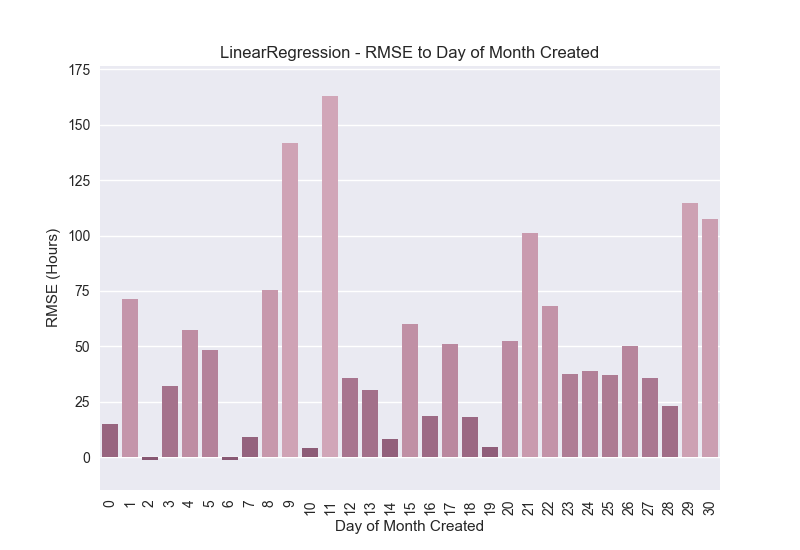 LinearRegression - RMSE to Day of Month Created
175
150
125
100
75
50
25
0
RMSE (Hours)
0 1 2 3 4 5 6 7 8 9 10 11 12 13 14 15 16 17 18 19 20 21 22 23 24 25 26 27 28 29 30
Day of Month Created